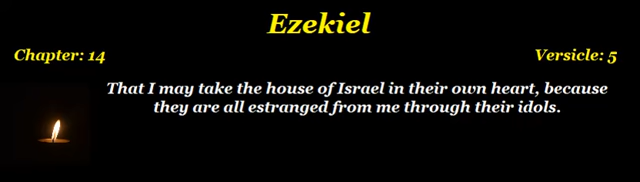 Ezekiel
Chapter: 14
Versicle: 5
That I may take the house of Israel in their own heart, because
they are all estranged from me through their idols.